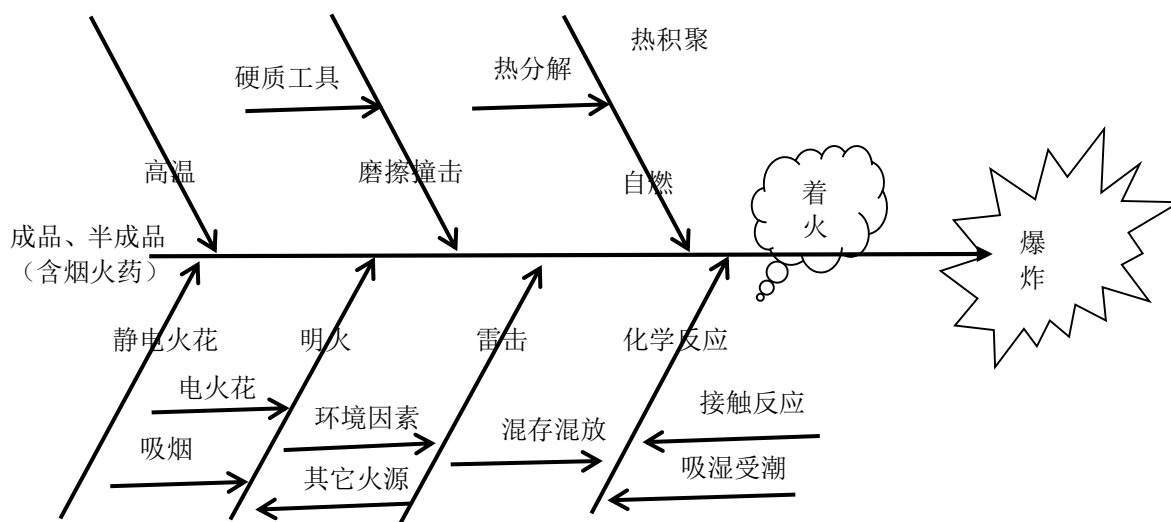 热积聚
热分解
硬质工具
高温
磨擦撞击
自燃
着
火
成品、半成品
（含烟火药）
爆
炸
静电火花
明火
雷击
化学反应
电火花
环境因素
接触反应
混存混放
吸烟
吸湿受潮
其它火源